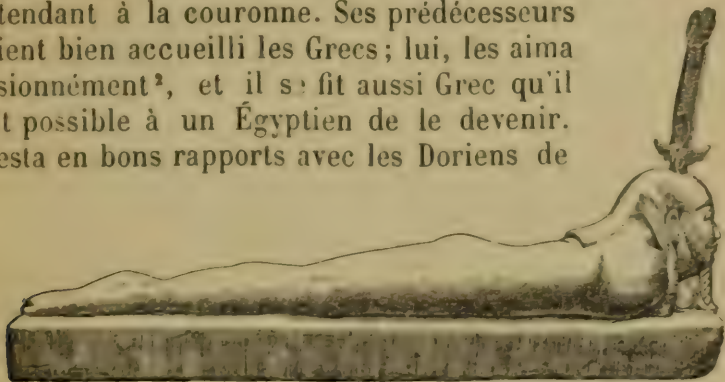 tendant à la couronne. Ses prédécesseurs
ient bien accueilli les Grecs; lui, les aima
sionnément², et il s: fit aussi Grec qu'il
t possible à un Égyptien de le devenir.
esta en bons rapports avec les Doriens de